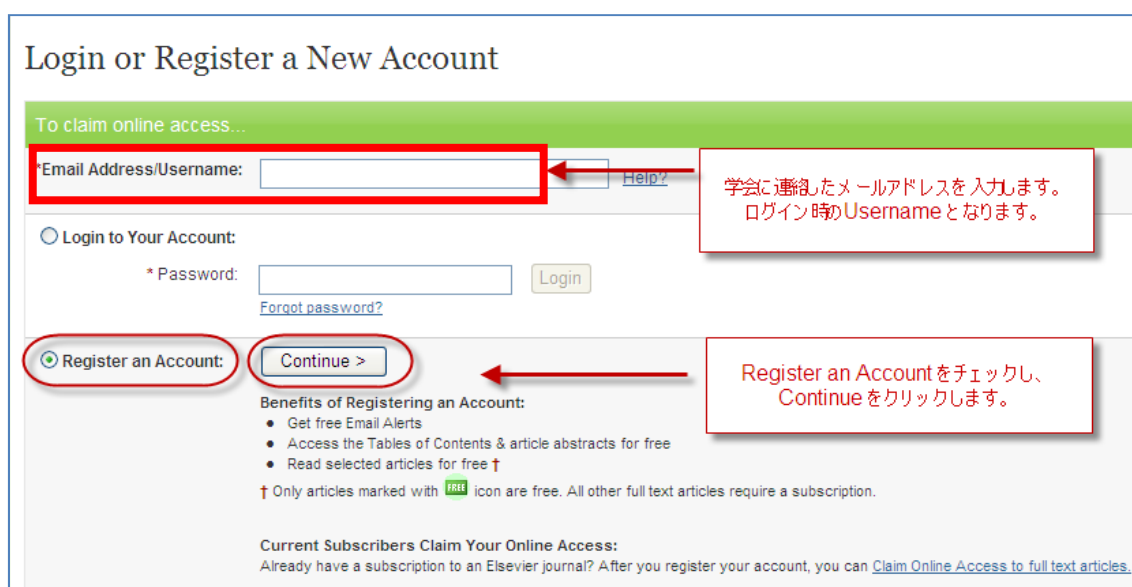 Login or Register a New Account
To claim online access...
*Email Address/Username:
Help?
学会に連絡したメールアドレスを入力します。
ログイン時のUsernameとなります。
Login to Your Account:
* Password:
Login
Forgot password?
Register an Account:
Continue >
Register an Accountをチェックし、
Continueをクリックします。
Benefits of Registering an Account:
● Get free Email Alerts
● Access the Tables of Contents & article abstracts for free
● Read selected articles for free †
† Only articles marked with FREE icon are free. All other full text articles require a subscription.
Current Subscribers Claim Your Online Access:
Already have a subscription to an Elsevier journal? After you register your account, you can Claim Online Access to full text articles.